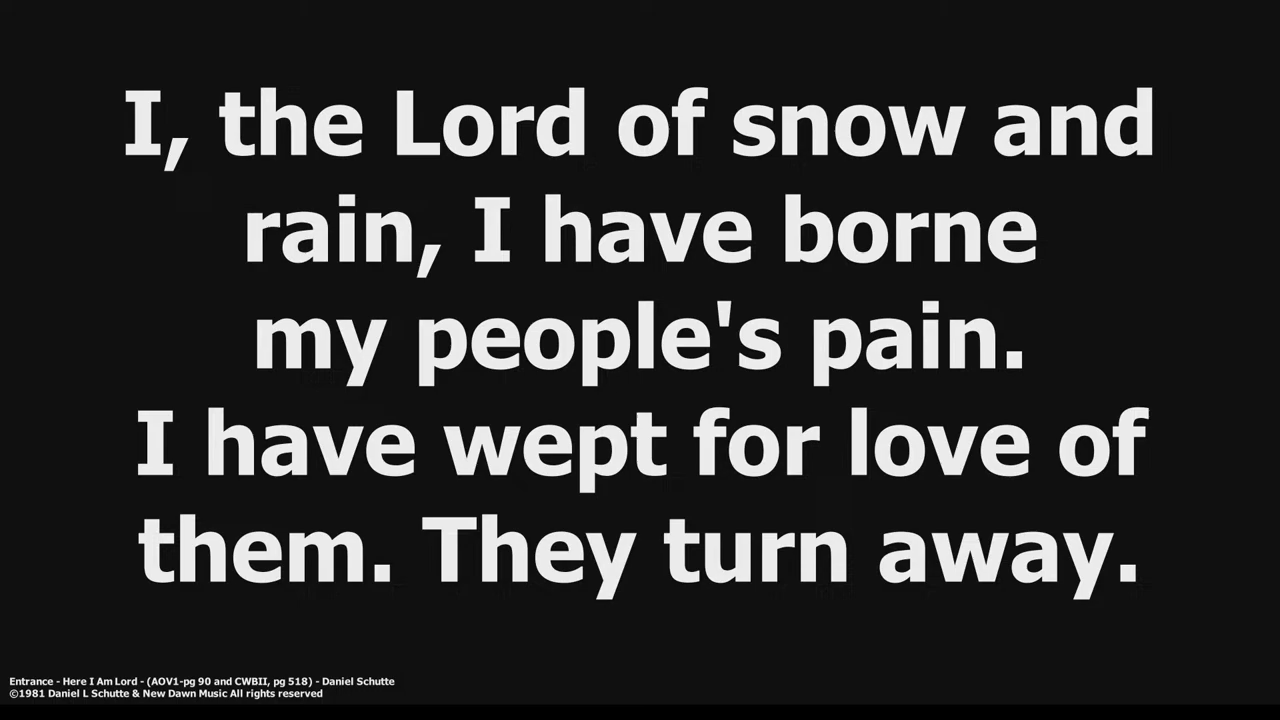 I, the Lord of snow and
rain, I have borne
my people's pain.
I have wept for love of
them. They turn away.
Entrance - Here I Am Lord - (AOV1-pg 90 and CWBII, pg 518) - Daniel Schutte
©1981 Daniel L Schutte & New Dawn Music All rights reserved